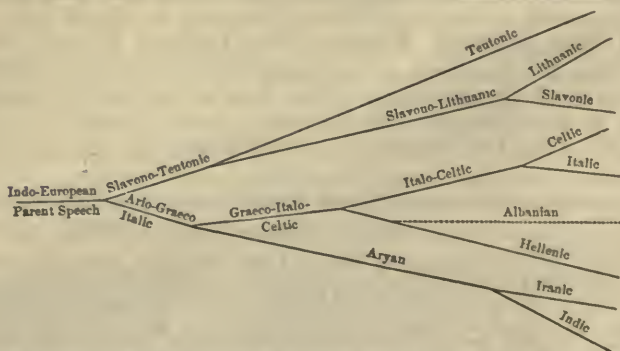 Teutonic
Lithuanic
Slavono-Lithuanic
Slavonic
Slavono-Teutonic
Celtic
Italo-Celtic
Italic
Indo-European
Parent Speech
Ario-Graeco
Italic
Graeco-Italo-
Celtic
Albanian
Hellenic
Aryan
Iranic
Indic